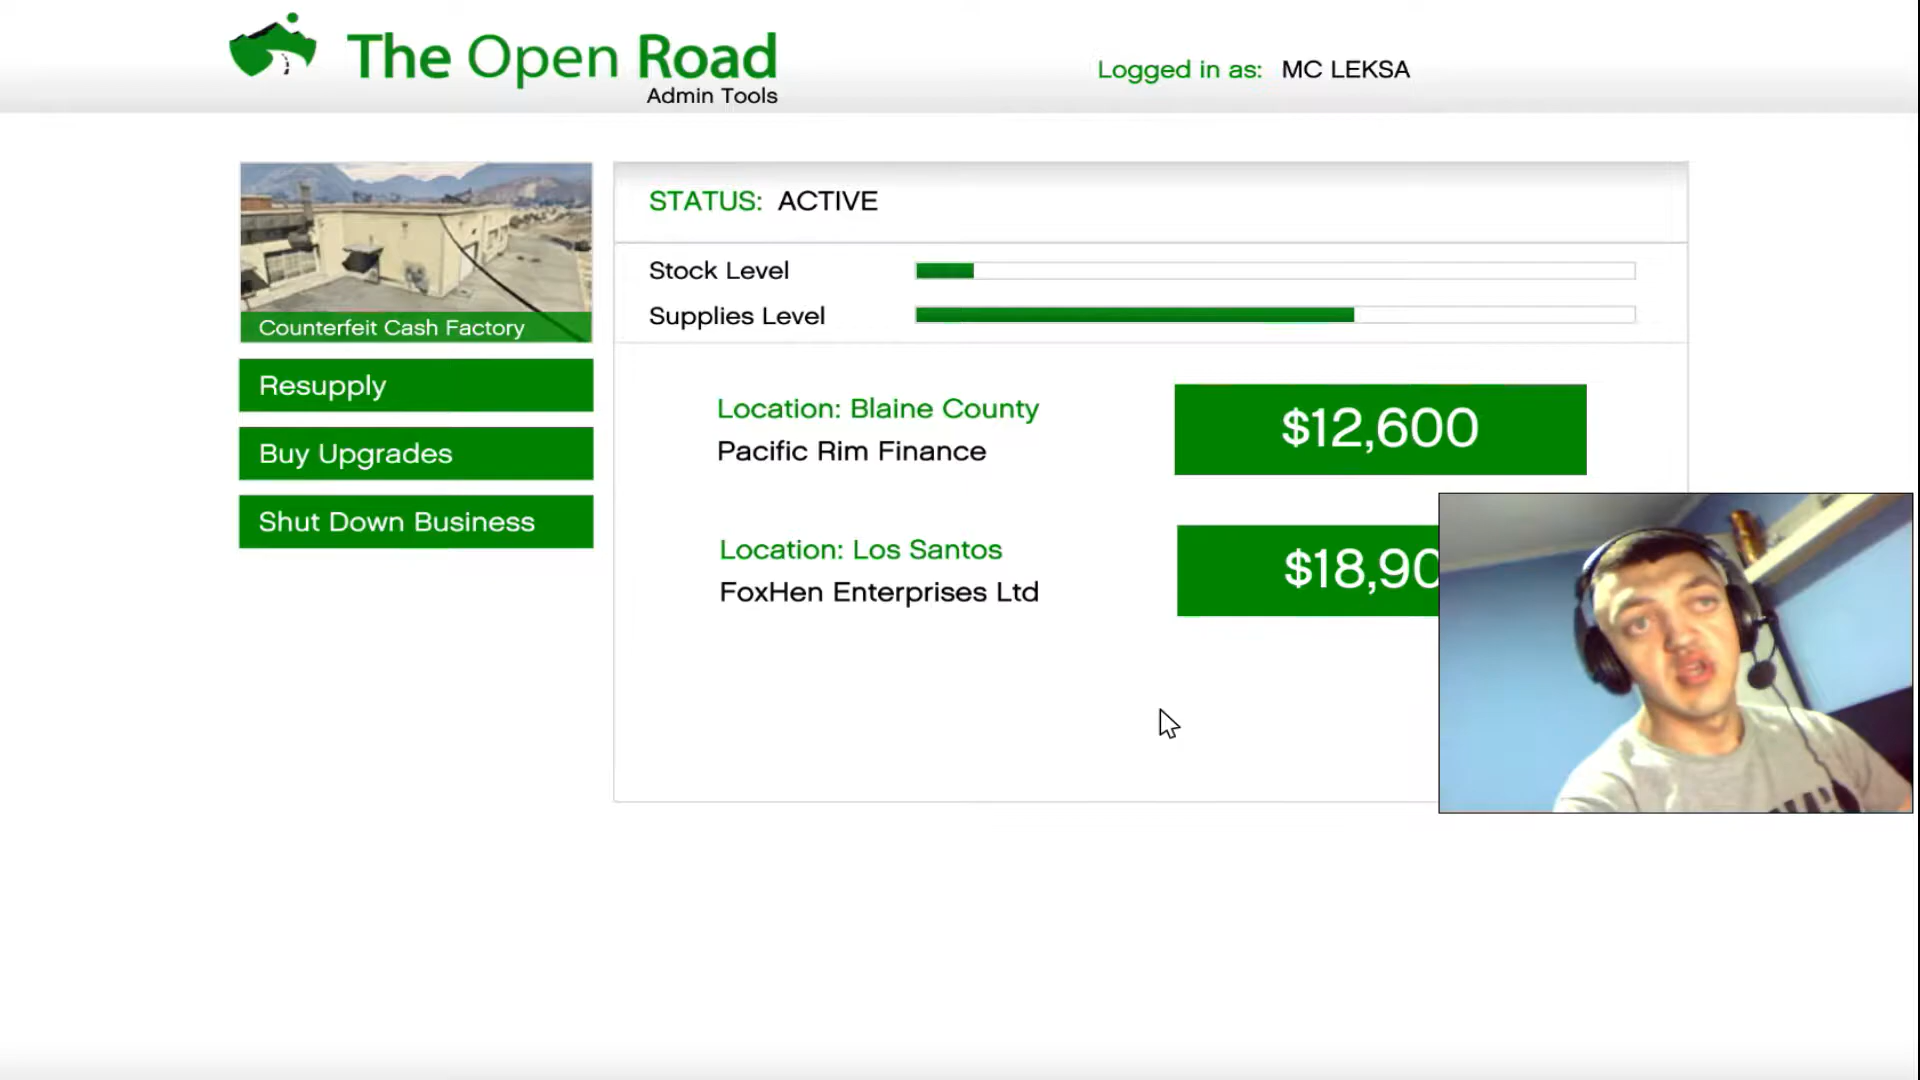 The Open Road
Admin Tools
Logged in as: MC LEKSA
Counterfeit Cash Factory
Resupply
Buy Upgrades
Shut Down Business
STATUS: ACTIVE
Stock Level
Supplies Level
Location: Blaine County
Pacific Rim Finance
$12,600
Location: Los Santos
FoxHen Enterprises Ltd
$18,90